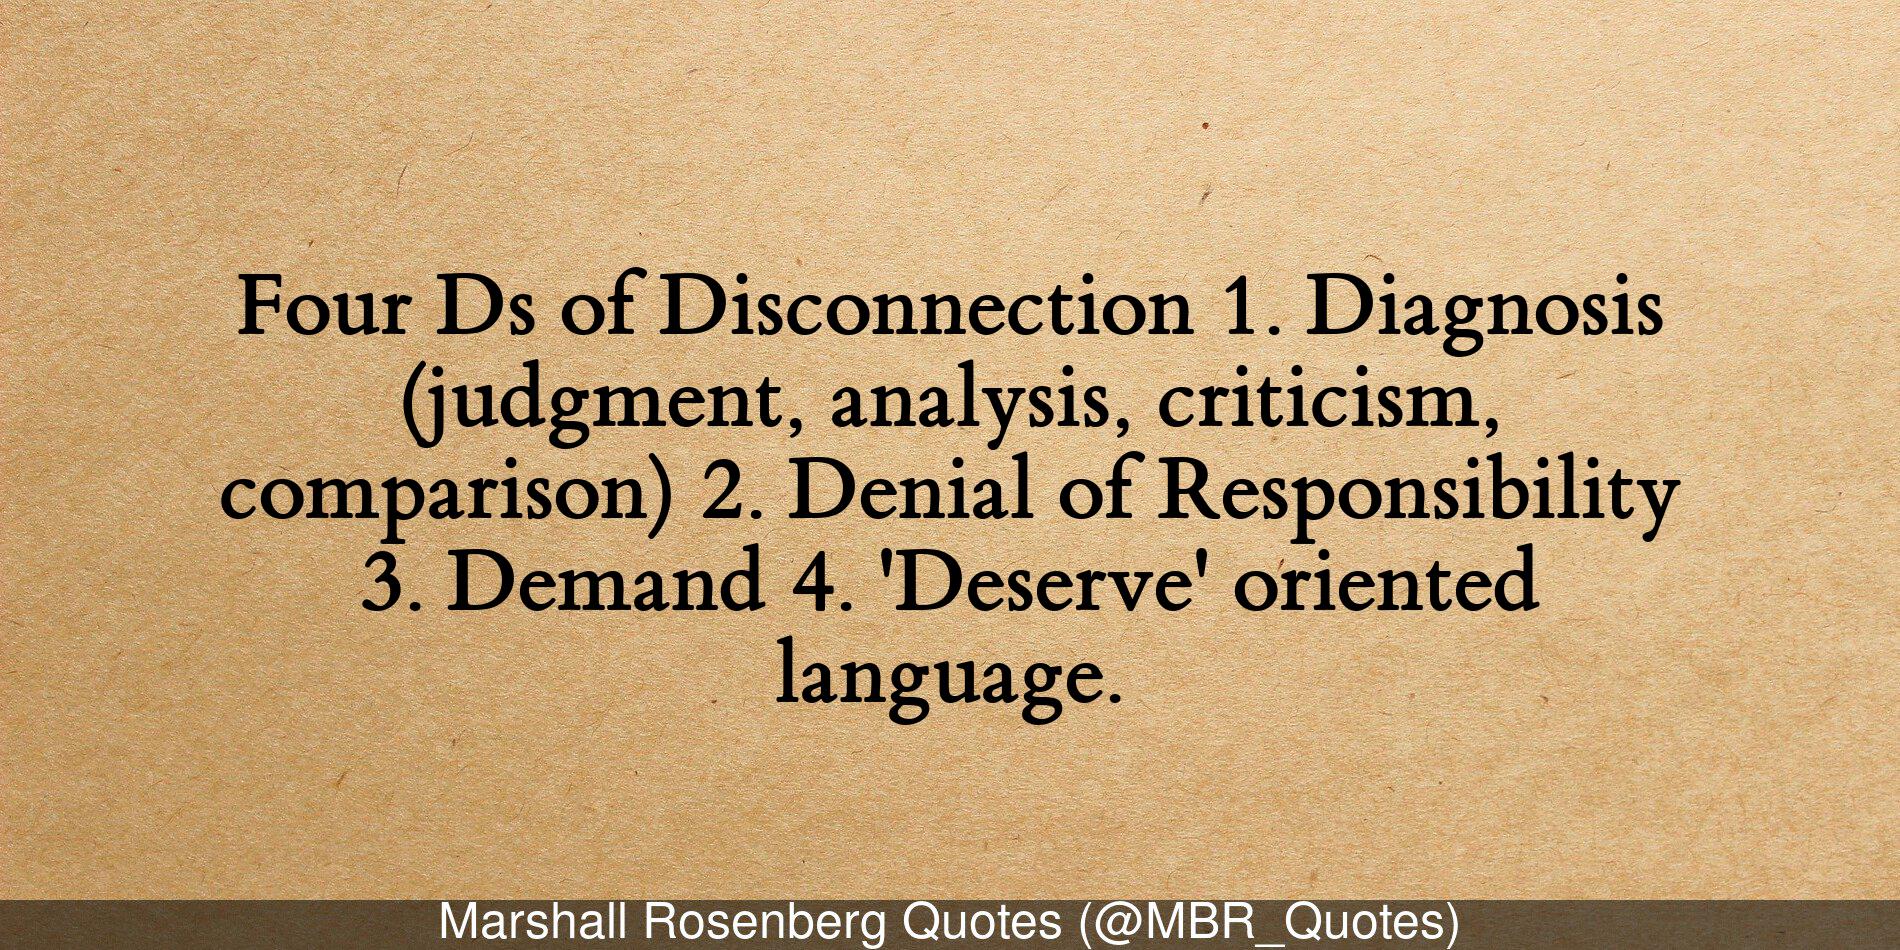 Four Ds of Disconnection 1. Diagnosis
(judgment, analysis, criticism,
comparison) 2. Denial of Responsibility
3. Demand 4. 'Deserve' oriented
language.
Marshall Rosenberg Quotes (@MBR_Quotes)